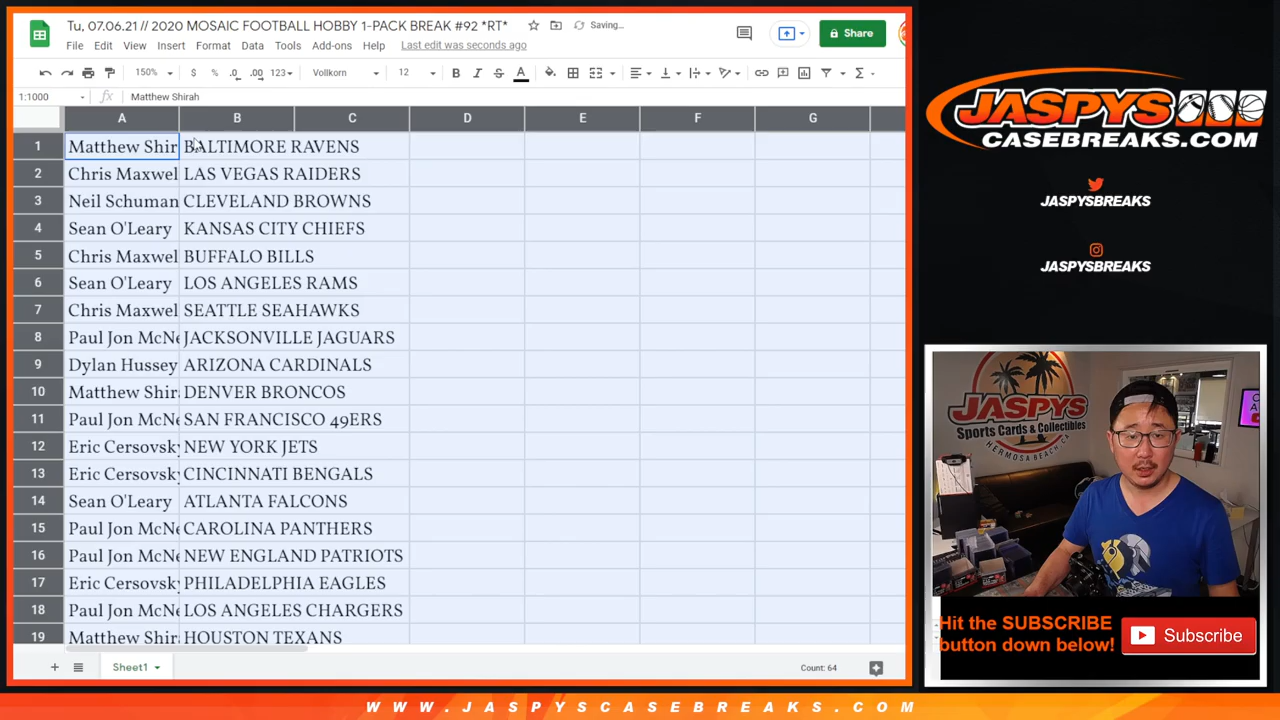 Tu, 07.06.21 // 2020 MOSAIC FOOTBALL HOBBY 1-PACK BREAK #92 *RT*
Saving...
File Edit View Insert Format Data Tools Add-ons Help Last edit was seconds ago
Share
150% $ % .0 .00 123 Vollkorn 12 B I S A
1:1000 fx Matthew Shirah
A B C D E F G
1 Matthew Shir BALTIMORE RAVENS
2 Chris Maxwel LAS VEGAS RAIDERS
3 Neil Schuman CLEVELAND BROWNS
4 Sean O'Leary KANSAS CITY CHIEFS
5 Chris Maxwel BUFFALO BILLS
6 Sean O'Leary LOS ANGELES RAMS
7 Chris Maxwel SEATTLE SEAHAWKS
8 Paul Jon McNe JACKSONVILLE JAGUARS
9 Dylan Hussey ARIZONA CARDINALS
10 Matthew Shir DENVER BRONCOS
11 Paul Jon McNe SAN FRANCISCO 49ERS
12 Eric Cersovsky NEW YORK JETS
13 Eric Cersovsky CINCINNATI BENGALS
14 Sean O'Leary ATLANTA FALCONS
15 Paul Jon McNe CAROLINA PANTHERS
16 Paul Jon McNe NEW ENGLAND PATRIOTS
17 Eric Cersovsky PHILADELPHIA EAGLES
18 Paul Jon McNe LOS ANGELES CHARGERS
19 Matthew Shir HOUSTON TEXANS
Sheet1
Count: 64
JASPYS
CASEBREAKS.COM
JASPYSBREAKS
JASPYSBREAKS
JASPYS
Sports Cards & Collectibles
HERMOSA BEACH, CA
Hit the SUBSCRIBE
button down below!
Subscribe
WWW.JASPYSCASEBREAKS.COM